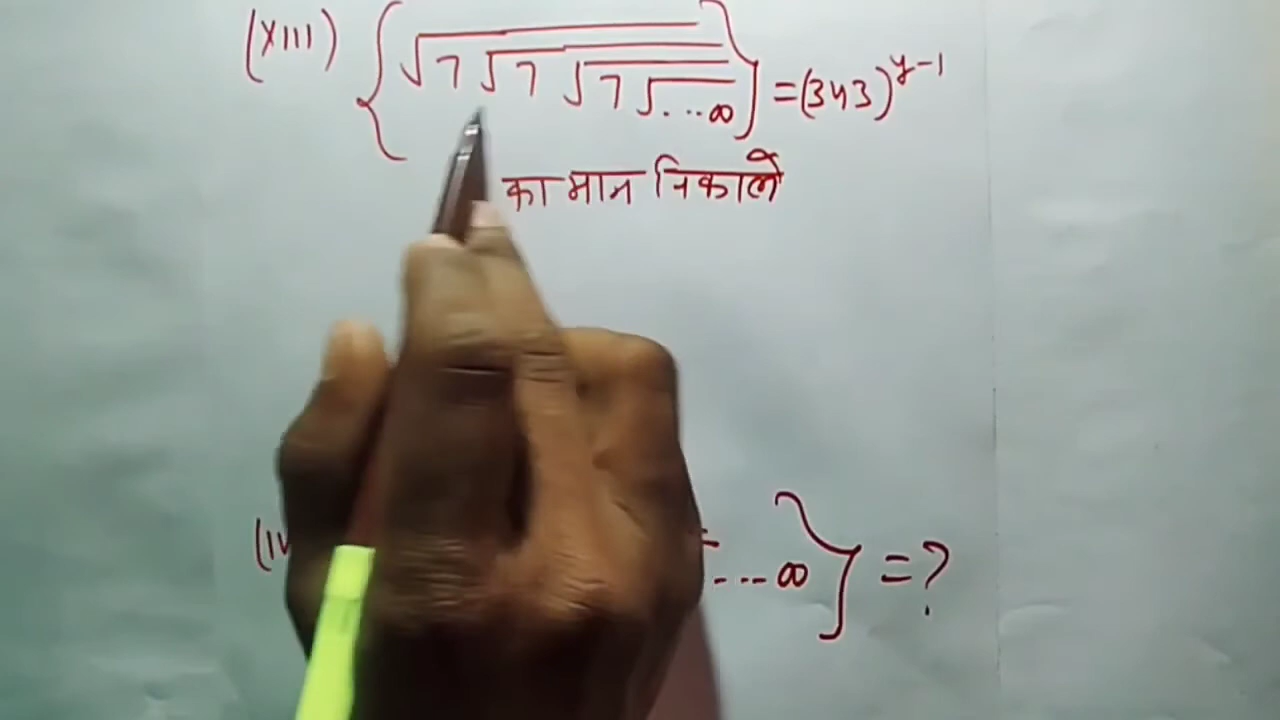 (XIII) {√7√7√7√...∞} = (343)^y-1
का मान निकाले
...∞} = ?